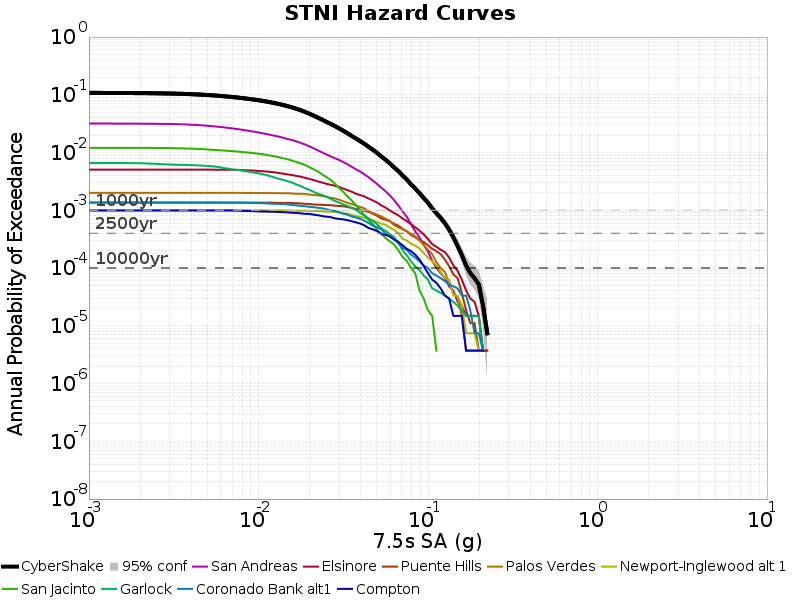 STNI Hazard Curves
Annual Probability of Exceedance
10^0
10^-1
10^-2
10^-3
10^-4
10^-5
10^-6
10^-7
10^-8
1000yr
2500yr
10000yr
10^-3 10^-2 10^-1 10^0 10^1
7.5s SA (g)
CyberShake 95% conf San Andreas Elsinore Puente Hills Palos Verdes Newport-Inglewood alt 1
San Jacinto Garlock Coronado Bank alt1 Compton